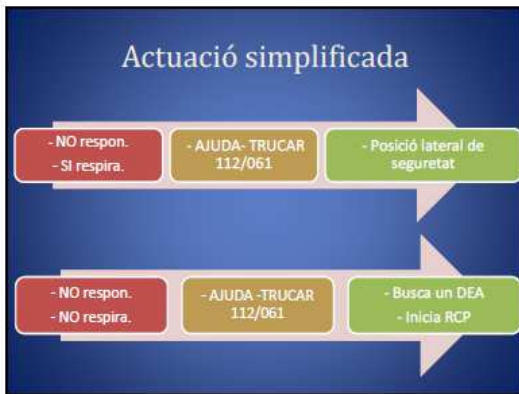 Actuació simplificada
- NO respon.
- SI respira.
- AJUDA- TRUCAR
112/061
- Posició lateral de
seguretat
- NO respon.
- NO respira.
- AJUDA -TRUCAR
112/061
- Busca un DEA
- Inicia RCP